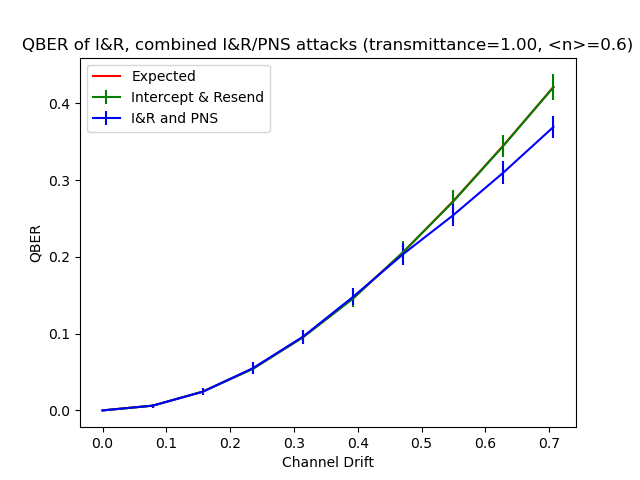 QBER of I&R, combined I&R/PNS attacks (transmittance=1.00, <n>=0.6)
Expected
Intercept & Resend
I&R and PNS
0.4
0.3
0.2
0.1
0.0
QBER
0.0 0.1 0.2 0.3 0.4 0.5 0.6 0.7
Channel Drift